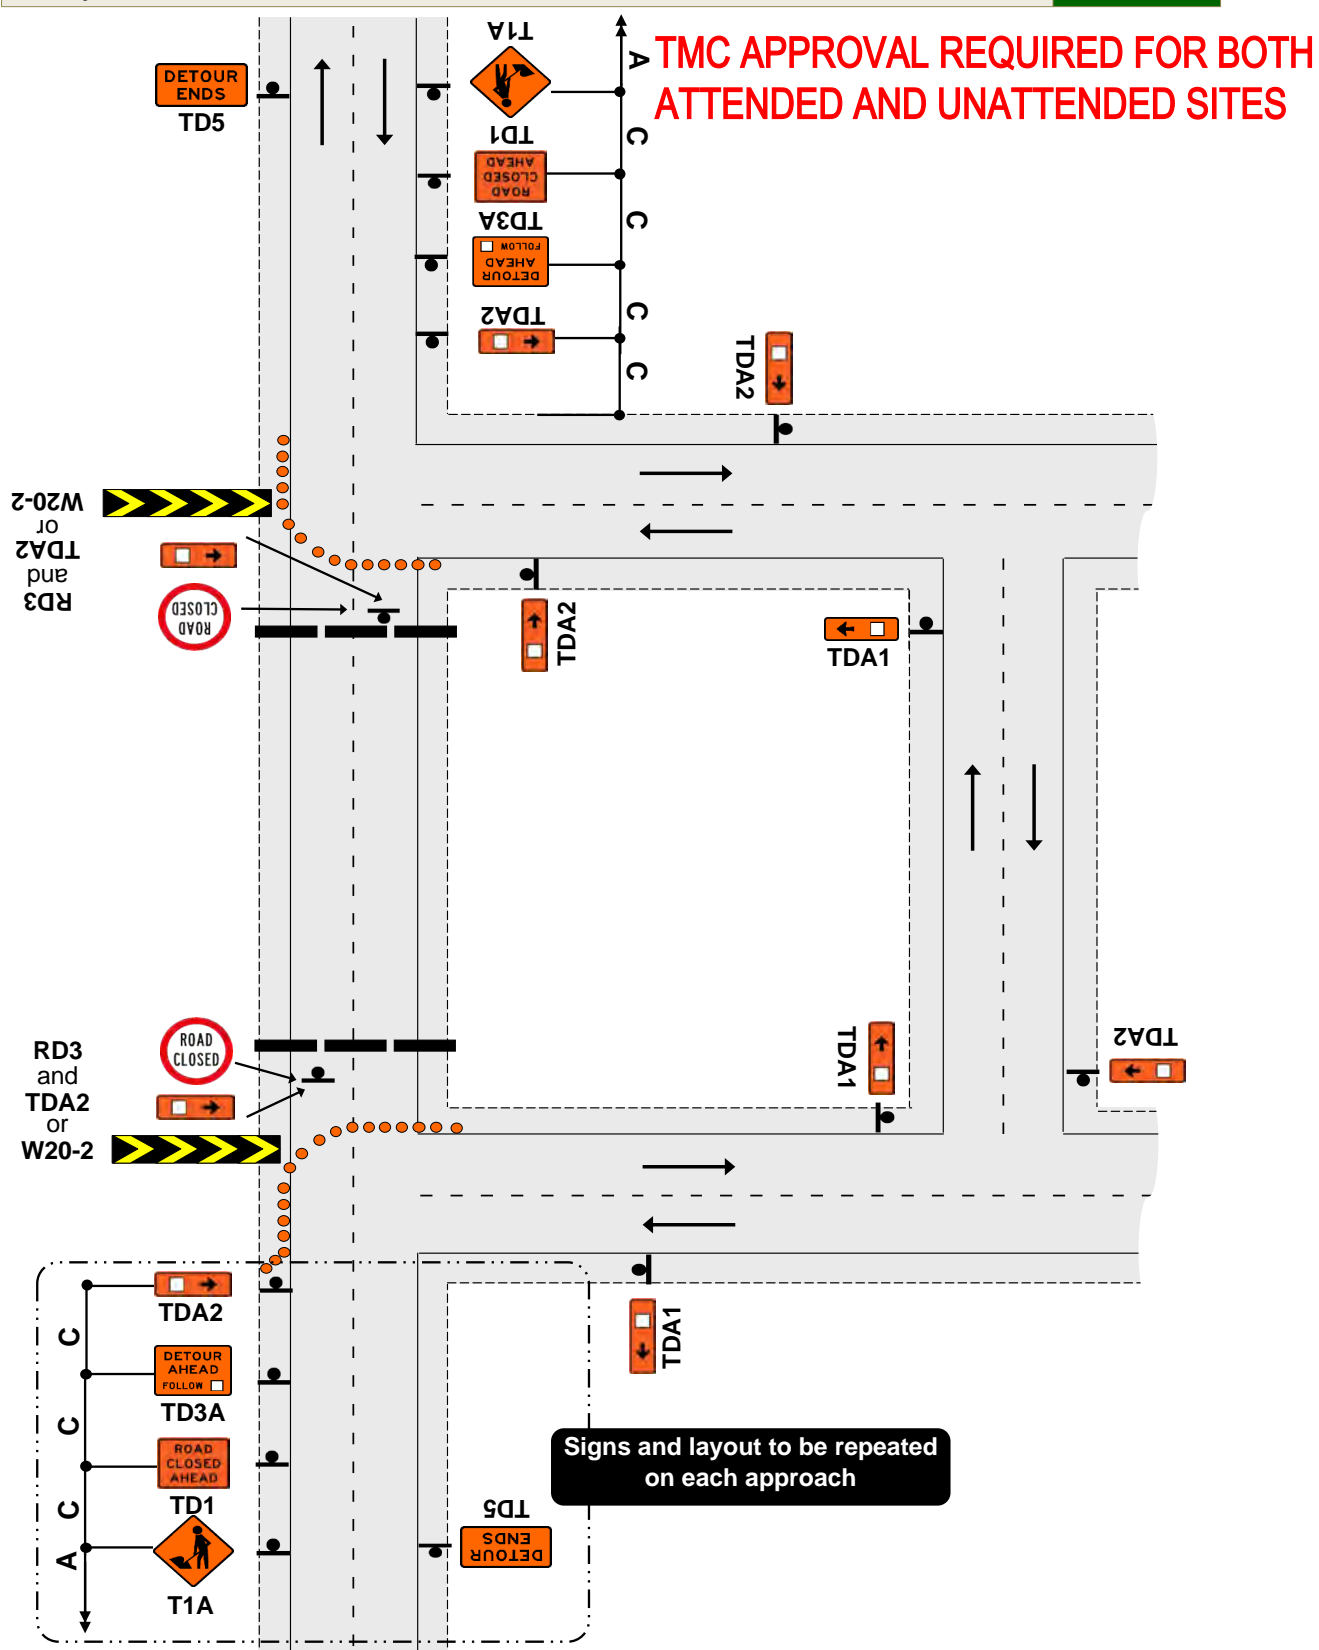 TMC APPROVAL REQUIRED FOR BOTH
ATTENDED AND UNATTENDED SITES
T1A
A
DETOUR
ENDS
TD5
C
TD1
ROAD
CLOSED
AHEAD
C
TD3A
DETOUR
AHEAD
FOLLOW
C
TDA2
C
TDA2
RD3
and
TDA2
or
W20-2
ROAD
CLOSED
TDA2
TDA1
RD3
and
TDA2
or
W20-2
ROAD
CLOSED
TDA1
TDA2
TDA2
C
DETOUR
AHEAD
FOLLOW
TD3A
C
ROAD
CLOSED
AHEAD
TD1
C
A
T1A
TDA1
Signs and layout to be repeated
on each approach
TD5
DETOUR
ENDS